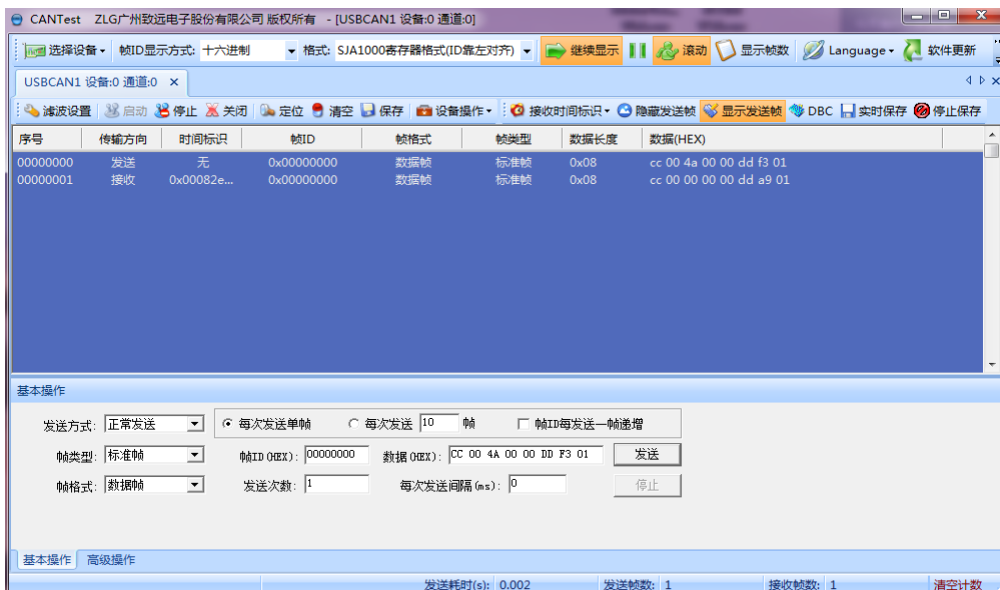 CANTest ZLG广州致远电子股份有限公司 版权所有 - [USBCAN1 设备:0 通道:0]
选择设备 帧ID显示方式: 十六进制 格式: SJA1000寄存器格式(ID靠左对齐) 继续显示 滚动 显示帧数 Language 软件更新
USBCAN1 设备:0 通道:0
滤波设置 启动 停止 关闭 定位 清空 保存 设备操作 接收时间标识 隐藏发送帧 显示发送帧 DBC 实时保存 停止保存
序号 传输方向 时间标识 帧ID 帧格式 帧类型 数据长度 数据(HEX)
00000000 发送 无 0x00000000 数据帧 标准帧 0x08 cc 00 4a 00 00 dd f3 01
00000001 接收 0x00082e... 0x00000000 数据帧 标准帧 0x08 cc 00 00 00 00 dd a9 01
基本操作
发送方式: 正常发送 每次发送单帧 每次发送 10 帧 帧ID每发送一帧递增
帧类型: 标准帧 帧ID(HEX): 00000000 数据(HEX): CC 00 4A 00 00 DD F3 01 发送
帧格式: 数据帧 发送次数: 1 每次发送间隔(ms): 0 停止
基本操作 高级操作
发送耗时(s): 0.002 发送帧数: 1 接收帧数: 1 清空计数